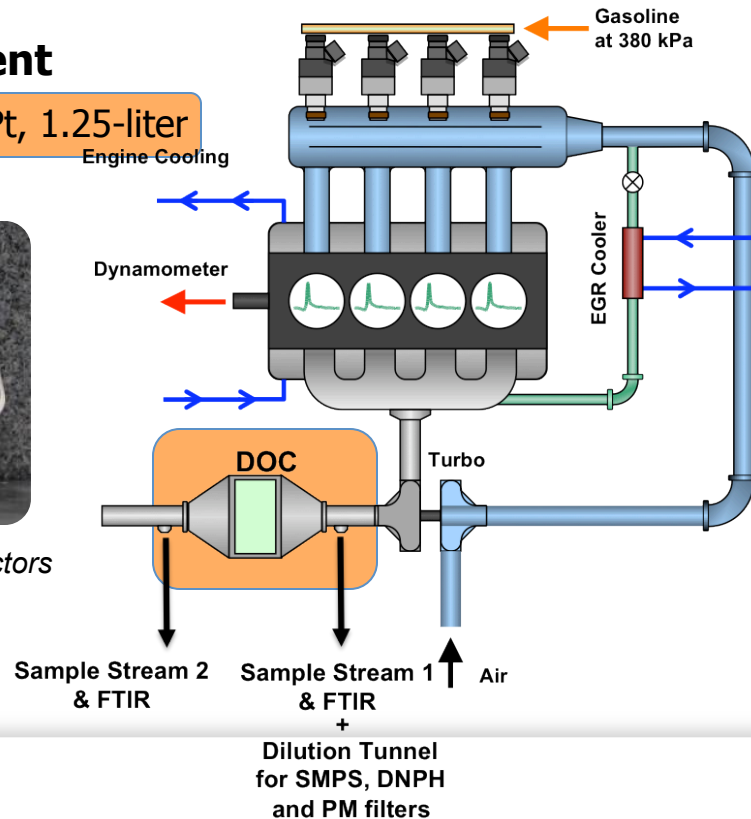 Gasoline
at 380 kPa
ent
Pt, 1.25-liter
Engine Cooling
Dynamometer
EGR Cooler
DOC
Turbo
ctors
Sample Stream 2
& FTIR
Sample Stream 1
& FTIR
+
Dilution Tunnel
for SMPS, DNPH
and PM filters
Air